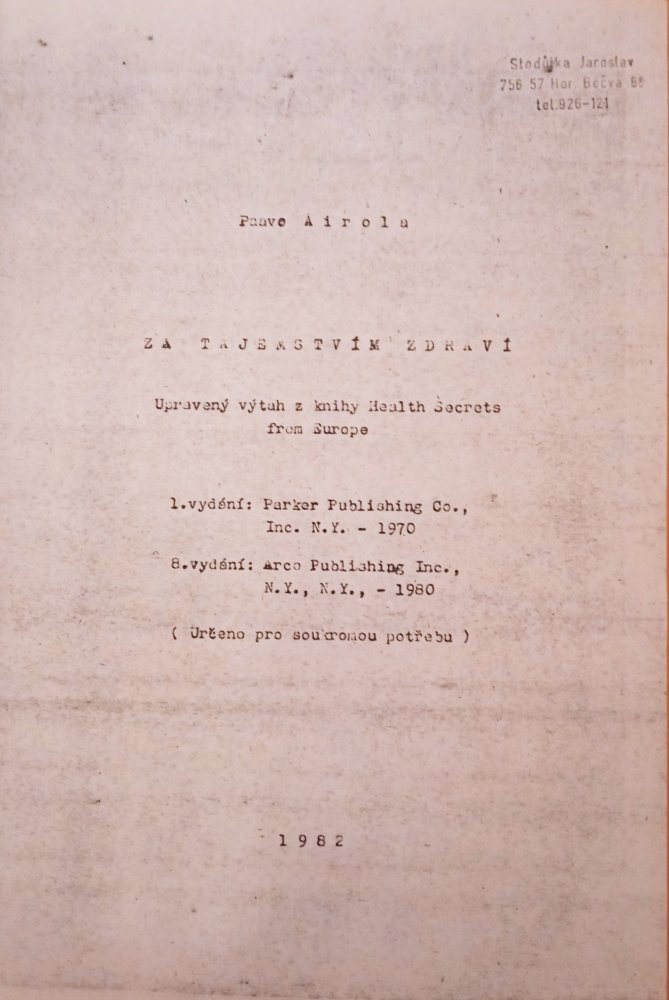 Stodůlka Jaroslav
756 57 Hor. Bečva
tel.926-121
Paavo Airola
ZA TAJEMSTVÍM ZDRAVÍ
Upravený výtah z knihy Health Secrets
from Europe
1.vydání: Parker Publishing Co.,
Inc. N.Y. - 1970
8.vydání: Arco Publishing Inc.,
N.Y., N.Y., - 1980
( Určeno pro soukromou potřebu )
1982